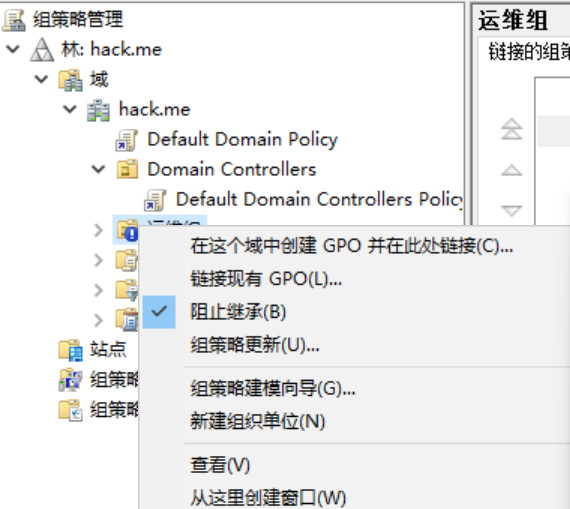 组策略管理
林: hack.me
域
hack.me
Default Domain Policy
Domain Controllers
Default Domain Controllers Policy
运维组
站点
组策略
组策略
运维组
链接的组策
在这个域中创建 GPO 并在此处链接(C)...
链接现有 GPO(L)...
阻止继承(B)
组策略更新(U)...
组策略建模向导(G)...
新建组织单位(N)
查看(V)
从这里创建窗口(W)